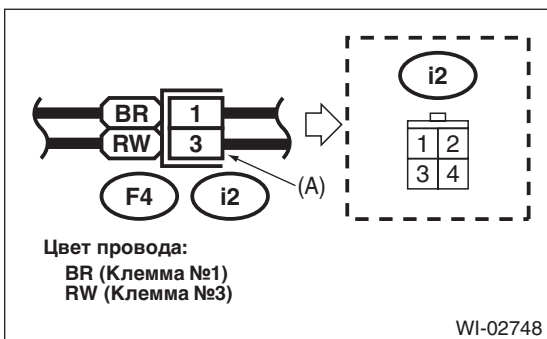 i2
BR 1
RW 3
1 2
3 4
F4 i2 (A)
Цвет провода:
BR (Клемма №1)
RW (Клемма №3)
WI-02748